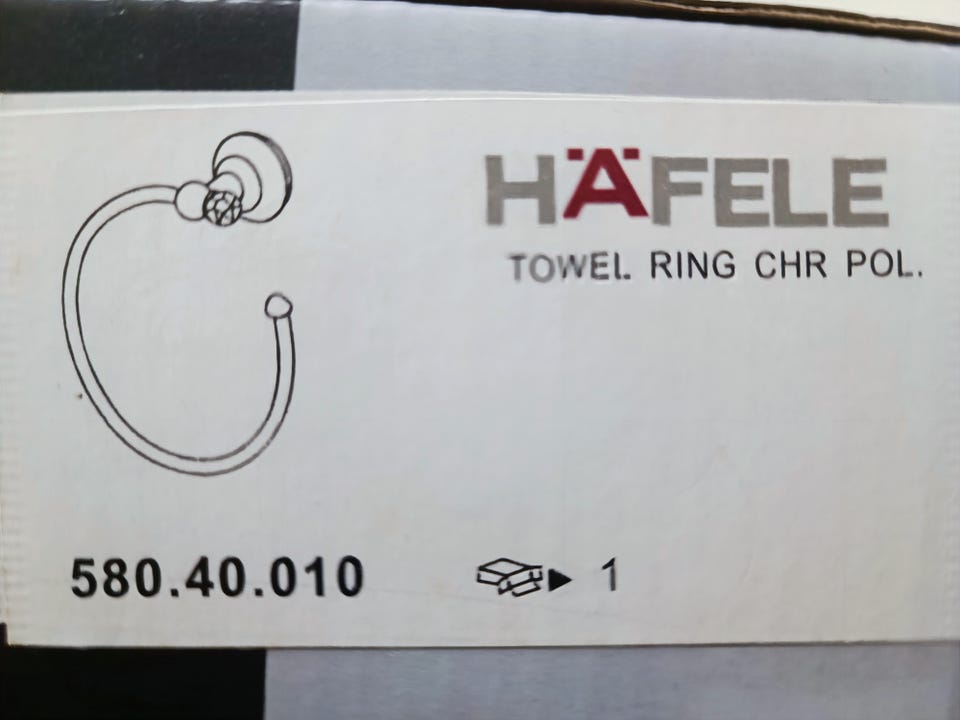 HÄFELE
TOWEL RING CHR POL.
580.40.010
1